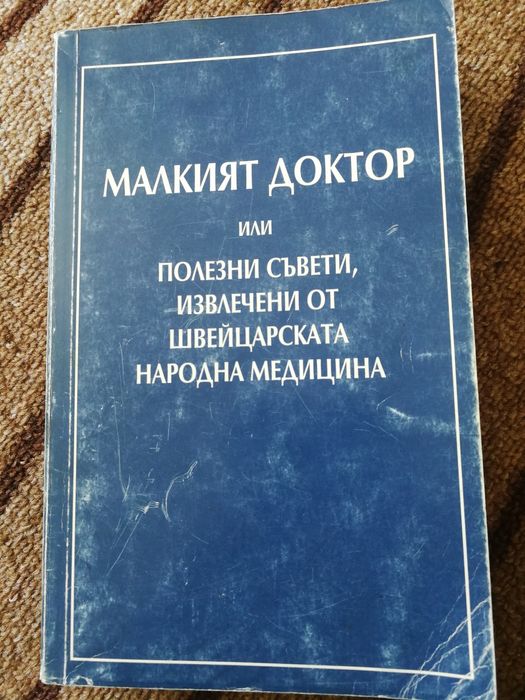 МАЛКИЯТ ДОКТОР
ИЛИ
ПОЛЕЗНИ СЪВЕТИ,
ИЗВЛЕЧЕНИ ОТ
ШВЕЙЦАРСКАТА
НАРОДНА МЕДИЦИНА